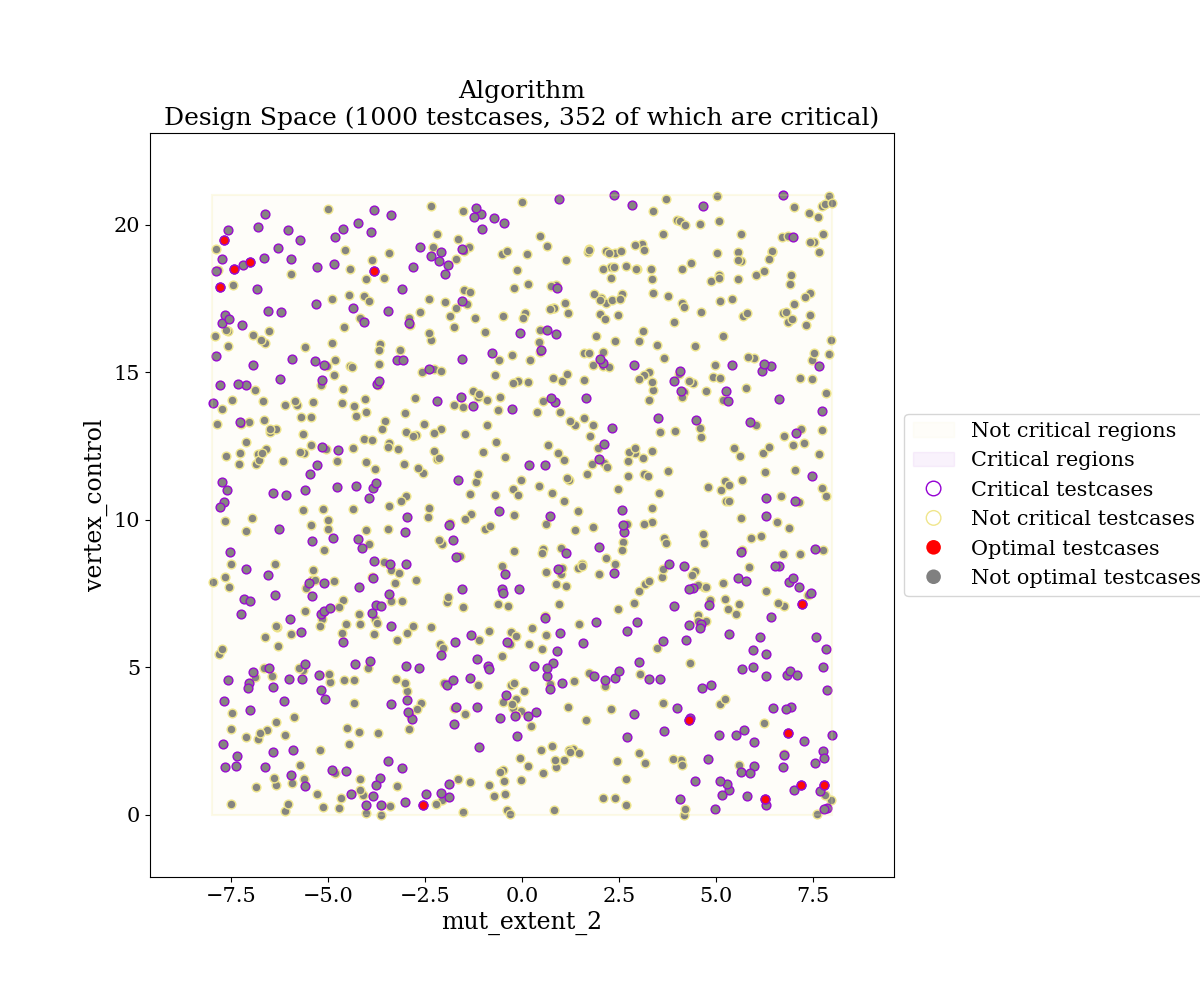 Algorithm
Design Space (1000 testcases, 352 of which are critical)
20
15
10
5
0
vertex_control
−7.5
−5.0
−2.5
0.0
2.5
5.0
7.5
mut_extent_2
Not critical regions
Critical regions
Critical testcases
Not critical testcases
Optimal testcases
Not optimal testcases